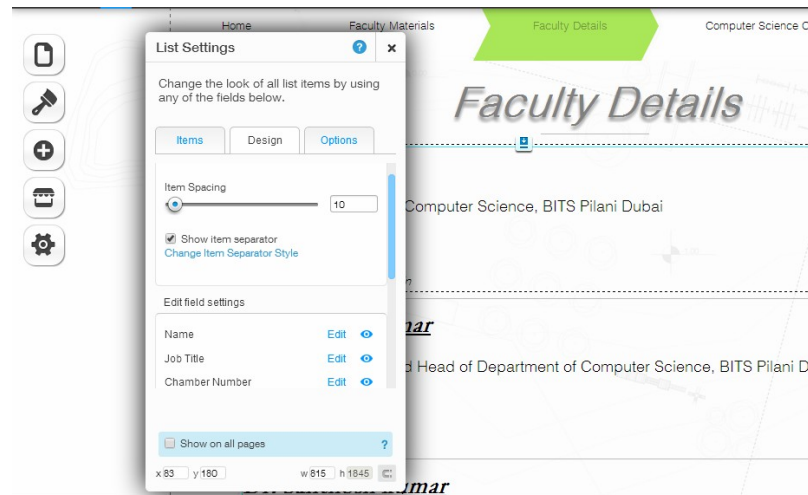 Home Faculty Materials Faculty Details Computer Science
List Settings ? x
Change the look of all list items by using
any of the fields below.
Faculty Details
Items Design Options
Item Spacing
10
Computer Science, BITS Pilani Dubai
Show item separator
Change Item Separator Style
Edit field settings
Name Edit
Job Title Edit
Head of Department of Computer Science, BITS Pilani D
Chamber Number Edit
Show on all pages ?
x 83 y 180 w 815 h 1845